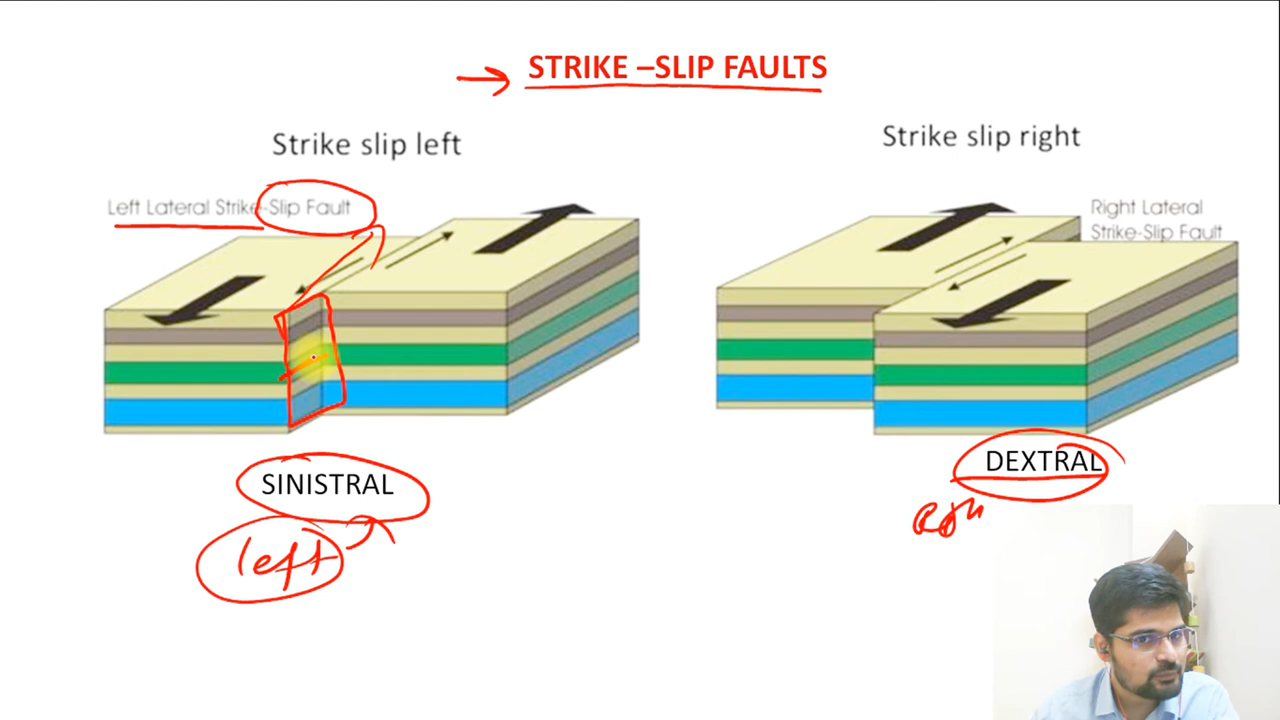 STRIKE –SLIP FAULTS
Strike slip left
Strike slip right
Left Lateral Strike-Slip Fault
Right Lateral
Strike-Slip Fault
SINISTRAL
DEXTRAL
left